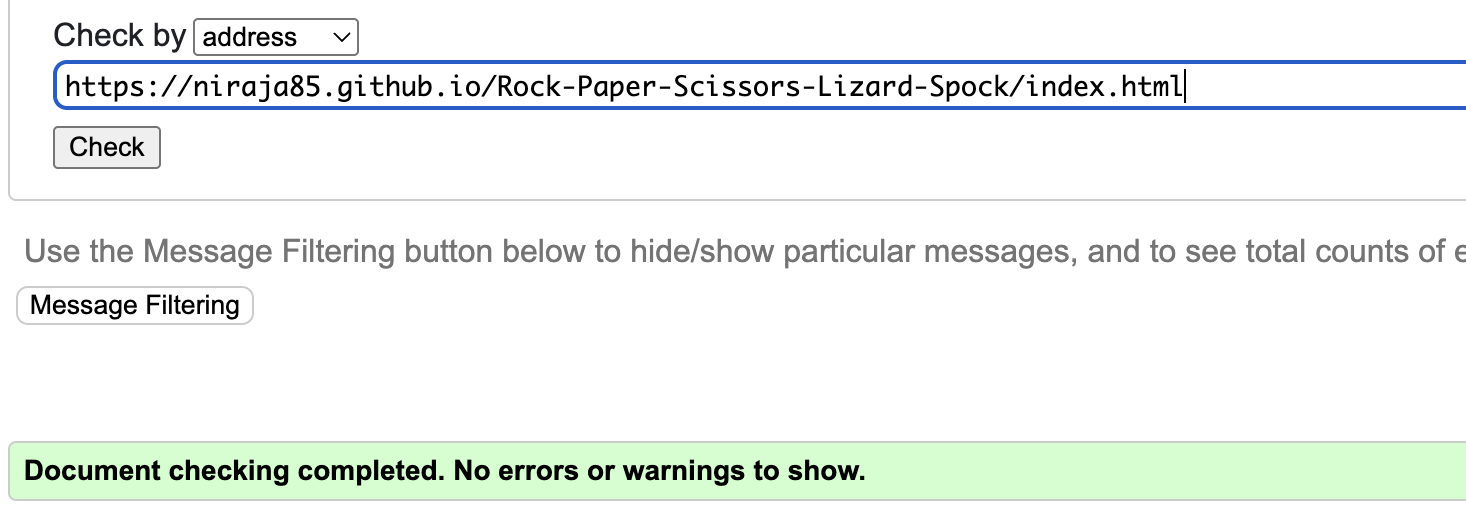 Check by address
https://niraja85.github.io/Rock-Paper-Scissors-Lizard-Spock/index.html
Check
Use the Message Filtering button below to hide/show particular messages, and to see total counts of
Message Filtering
Document checking completed. No errors or warnings to show.